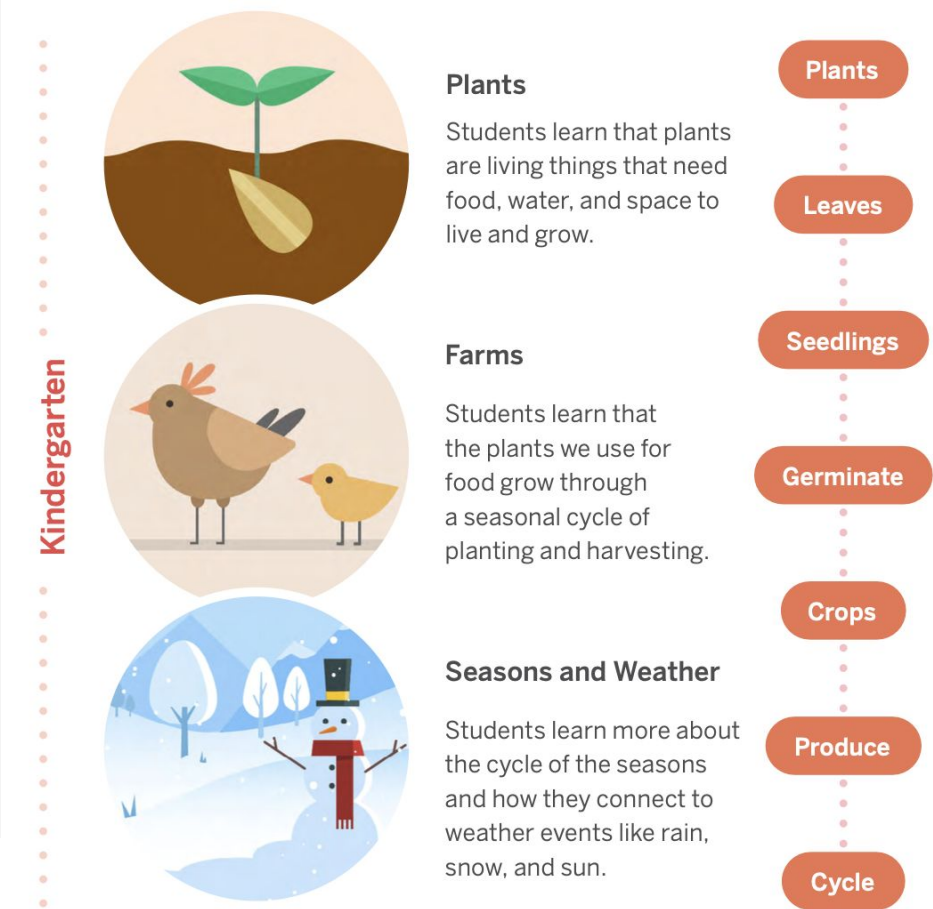 Kindergarten
Plants
Students learn that plants
are living things that need
food, water, and space to
live and grow.
Farms
Students learn that
the plants we use for
food grow through
a seasonal cycle of
planting and harvesting.
Seasons and Weather
Students learn more about
the cycle of the seasons
and how they connect to
weather events like rain,
snow, and sun.
Plants
Leaves
Seedlings
Germinate
Crops
Produce
Cycle